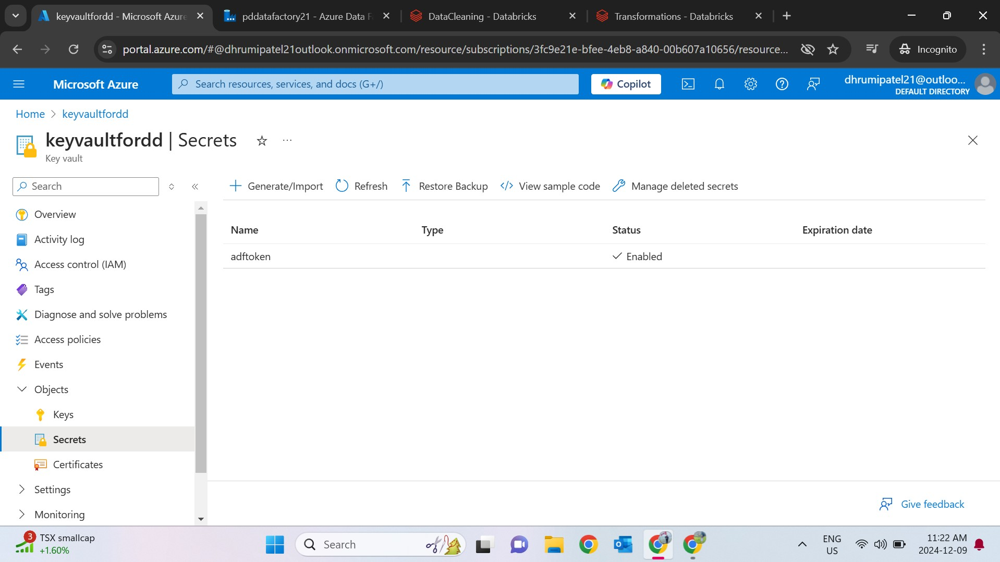 keyvaultfordd - Microsoft Azure
pddatafactory21 - Azure Data F
DataCleaning - Databricks
Transformations - Databricks
portal.azure.com/#@dhrumipatel21outlook.onmicrosoft.com/resource/subscriptions/3fc9e21e-bfee-4eb8-a840-00b607a10656/resource...
Incognito
Microsoft Azure
Search resources, services, and docs (G+/)
Copilot
dhrumipatel21@outloo...
DEFAULT DIRECTORY
Home > keyvaultfordd
keyvaultfordd | Secrets
Key vault
Search
Generate/Import
Refresh
Restore Backup
View sample code
Manage deleted secrets
Overview
Activity log
Access control (IAM)
Tags
Diagnose and solve problems
Access policies
Events
Objects
Keys
Secrets
Certificates
Settings
Monitoring
Name Type Status Expiration date
adftoken Enabled
Give feedback
3
TSX smallcap
+1.60%
Search
ENG
US
11:22 AM
2024-12-09